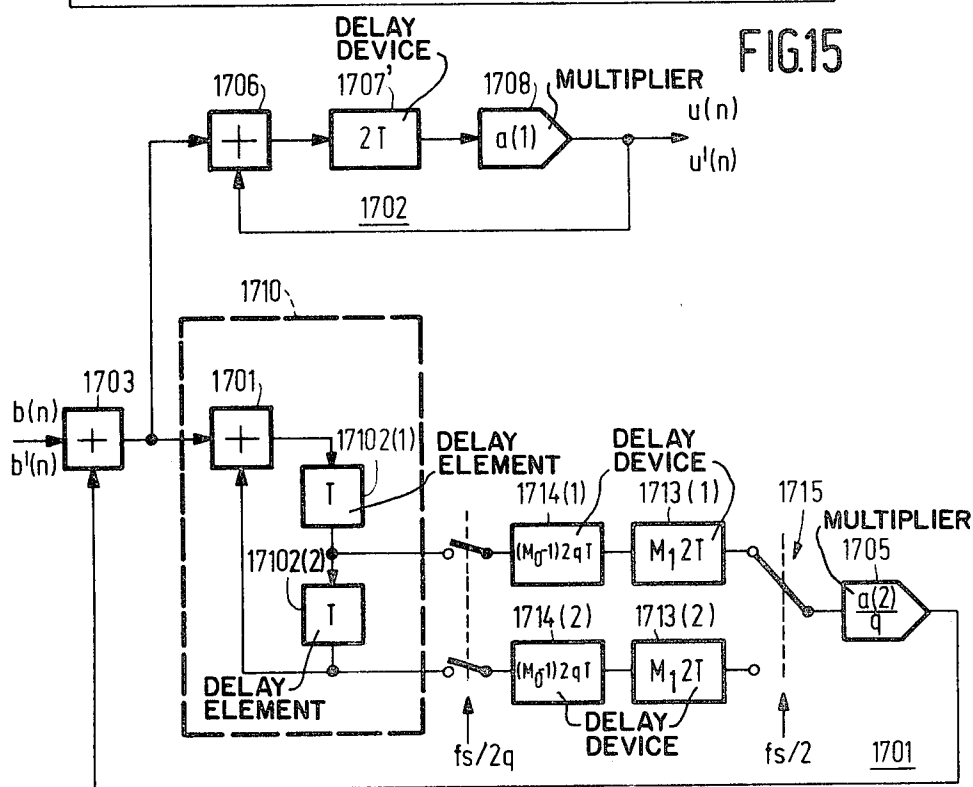 FIG.15
DELAY
DEVICE
1706
1707'
1708
MULTIPLIER
+
2T
a(1)
u(n)
u'(n)
1702
1710
1703
1701
b(n)
b'(n)
+
+
17102(1)
T
DELAY
ELEMENT
DELAY
DEVICE
1714(1)
1713(1)
1715
MULTIPLIER
1705
(M0-1)2qT
M1 2T
a(2)
q
17102(2)
T
1714(2)
1713(2)
(M0-1)2qT
M1 2T
DELAY
ELEMENT
DELAY
DEVICE
fs/2q
fs/2
1701